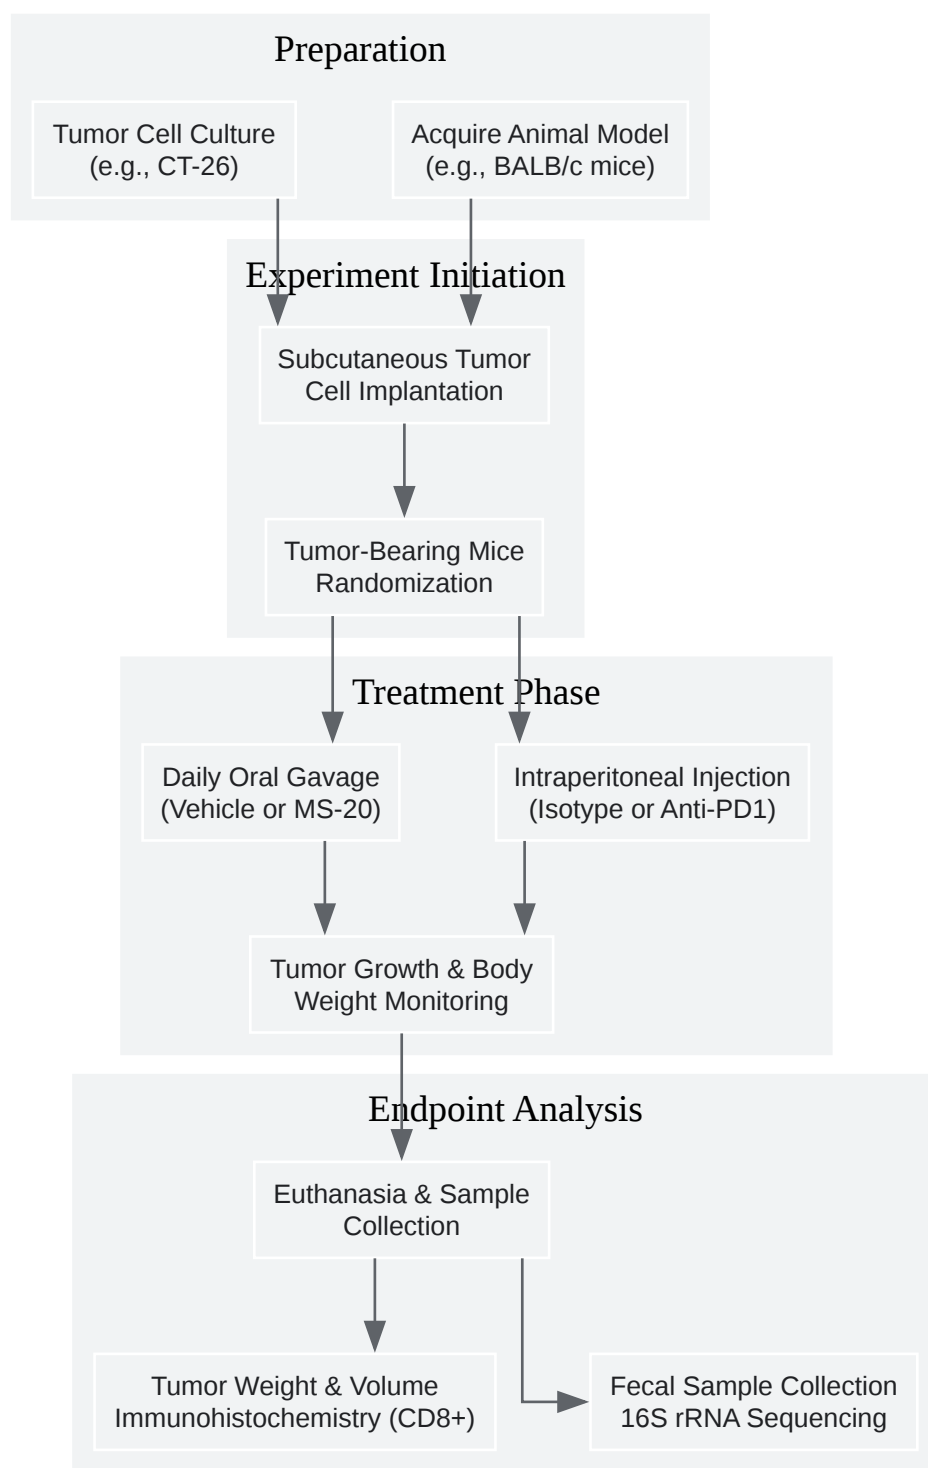 Preparation
Tumor Cell Culture
(e.g., CT-26)
Acquire Animal Model
(e.g., BALB/c mice)
Experiment Initiation
Subcutaneous Tumor
Cell Implantation
Tumor-Bearing Mice
Randomization
Treatment Phase
Daily Oral Gavage
(Vehicle or MS-20)
Intraperitoneal Injection
(Isotype or Anti-PD1)
Tumor Growth & Body
Weight Monitoring
Endpoint Analysis
Euthanasia & Sample
Collection
Tumor Weight & Volume
Immunohistochemistry (CD8+)
Fecal Sample Collection
16S rRNA Sequencing